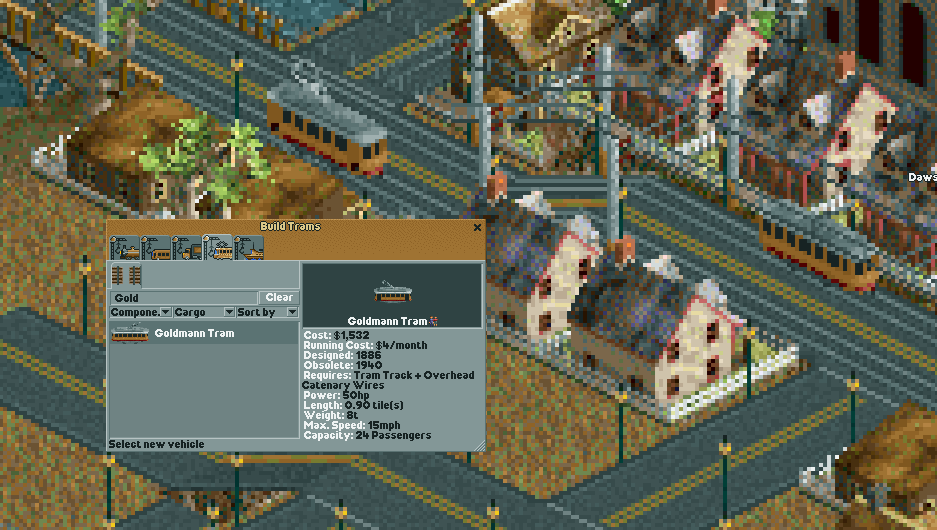 Daws
Build Trams
Gold
Clear
Compone.
Cargo
Sort by
Goldmann Tram
Goldmann Tram
Cost: $1,532
Running Cost: $4/month
Designed: 1886
Obsolete: 1940
Requires: Tram Track + Overhead
Catenary Wires
Power: 50hp
Length: 0.90 tile(s)
Weight: 8t
Max. Speed: 15mph
Capacity: 24 Passengers
Select new vehicle